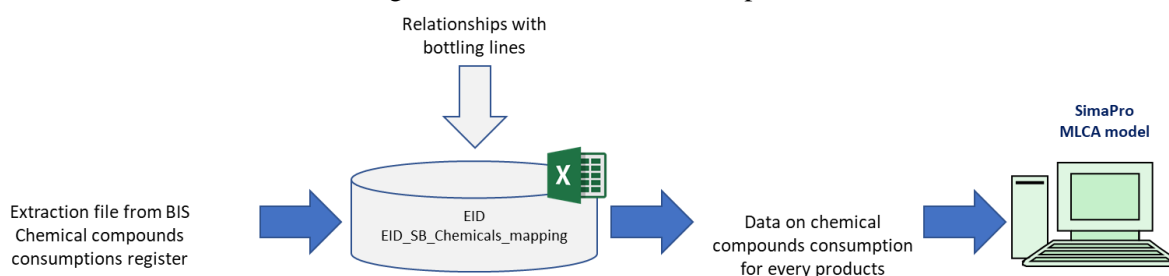 Relationships with
bottling lines
SimaPro
MLCA model
X
EID
EID_SB_Chemicals_mapping
Extraction file from BIS
Chemical compounds
consumptions register
Data on chemical
compounds consumption
for every products